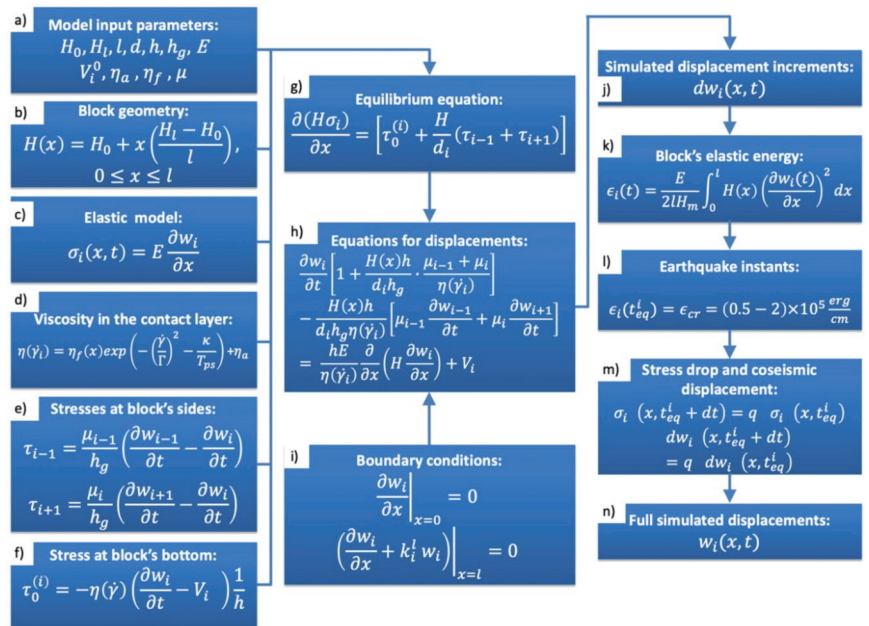 a)
Model input parameters:
H₀, H_l, l, d, h, h_g, E
V_i^0, η_a, η_f, μ
b)
Block geometry:
H(x) = H₀ + x((H_l − H₀)/l),
0 ≤ x ≤ l
c)
Elastic model:
σ_i(x, t) = E ∂w_i/∂x
d)
Viscosity in the contact layer:
η(γ̇_i) = η_f(x)exp(−(γ̇/Γ)² − κ/T_ps)+η_a
e)
Stresses at block's sides:
τ_{i−1} = μ_{i−1}/h_g (∂w_{i−1}/∂t − ∂w_i/∂t)
τ_{i+1} = μ_i/h_g (∂w_{i+1}/∂t − ∂w_i/∂t)
f)
Stress at block's bottom:
τ_0^{(i)} = −η(γ̇)(∂w_i/∂t − V_i) 1/h
g)
Equilibrium equation:
∂(Hσ_i)/∂x = [τ_0^{(i)} + H/d_i (τ_{i−1} + τ_{i+1})]
h)
Equations for displacements:
∂w_i/∂t [1 + H(x)h/(d_i h_g) · (μ_{i−1} + μ_i)/η(γ̇_i)]
− H(x)h/(d_i h_g η(γ̇_i)) [μ_{i−1} ∂w_{i−1}/∂t + μ_i ∂w_{i+1}/∂t]
= hE/η(γ̇_i) ∂/∂x (H ∂w_i/∂x) + V_i
i)
Boundary conditions:
∂w_i/∂x |_{x=0} = 0
(∂w_i/∂x + k_i^l w_i)|_{x=l} = 0
Simulated displacement increments:
j)
dw_i(x, t)
k)
Block's elastic energy:
ϵ_i(t) = E/(2lH_m) ∫_0^l H(x) (∂w_i(t)/∂x)² dx
l)
Earthquake instants:
ϵ_i(t_eq^i) = ϵ_cr = (0.5 − 2)×10⁵ erg/cm
m)
Stress drop and coseismic
displacement:
σ_i (x, t_eq^i + dt) = q σ_i (x, t_eq^i)
dw_i (x, t_eq^i + dt)
= q dw_i (x, t_eq^i)
n)
Full simulated displacements:
w_i(x, t)